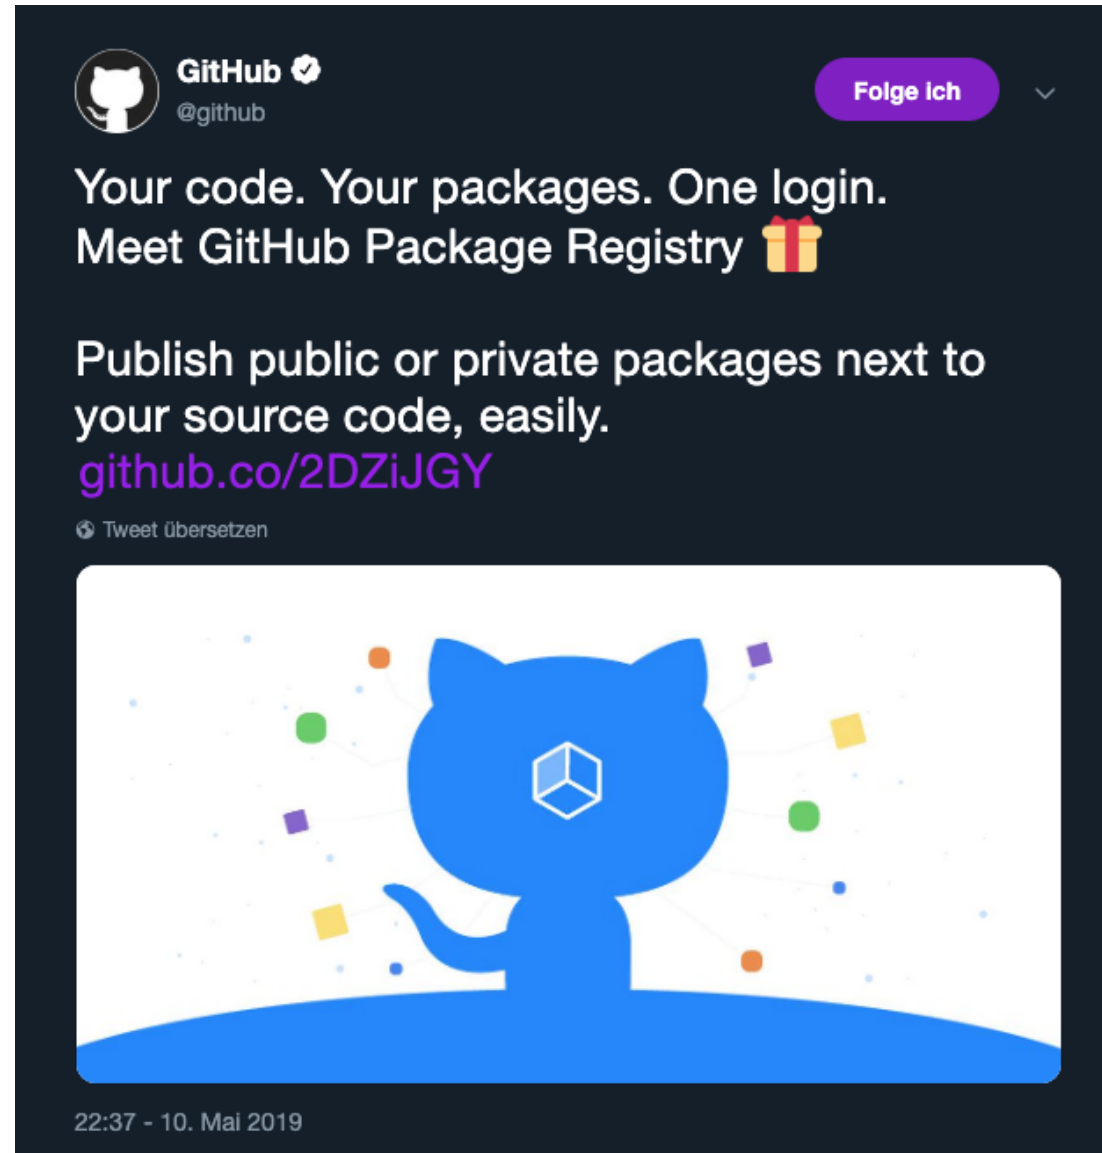 GitHub
@github
Folge ich
Your code. Your packages. One login.
Meet GitHub Package Registry 🎁
Publish public or private packages next to
your source code, easily.
github.co/2DZiJGY
Tweet übersetzen
22:37 - 10. Mai 2019